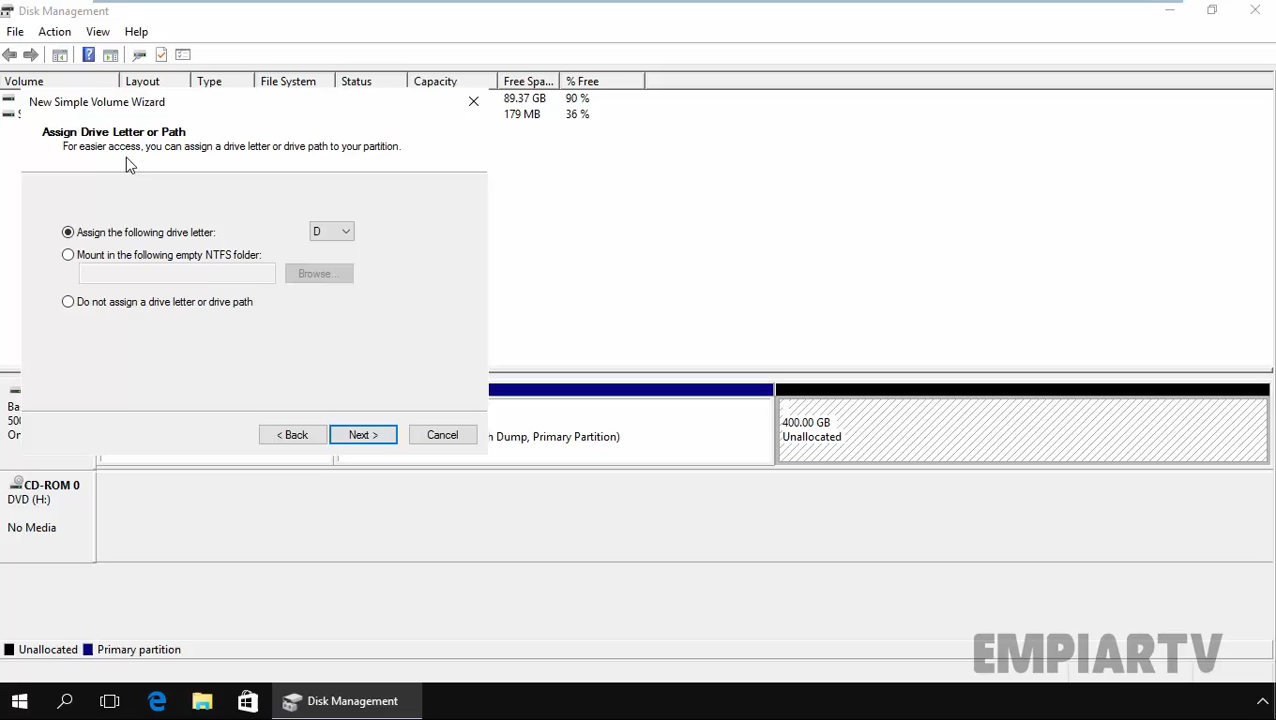 Disk Management
File Action View Help
Volume Layout Type File System Status Capacity Free Spa... % Free
89.37 GB 90 %
179 MB 36 %
New Simple Volume Wizard
Assign Drive Letter or Path
For easier access, you can assign a drive letter or drive path to your partition.
Assign the following drive letter: D
Mount in the following empty NTFS folder:
Browse...
Do not assign a drive letter or drive path
< Back Next > Cancel
Ba
500
On
h Dump, Primary Partition)
400.00 GB
Unallocated
CD-ROM 0
DVD (H:)
No Media
Unallocated Primary partition
EMPIARTV
Disk Management